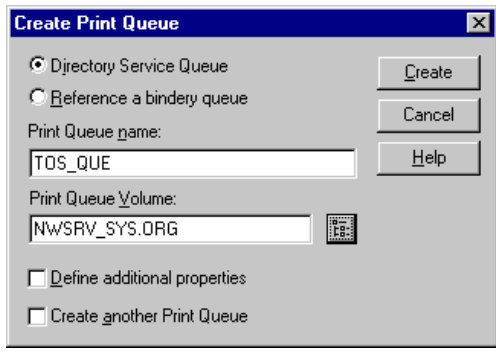 Create Print Queue
Directory Service Queue
Create
Reference a bindery queue
Cancel
Print Queue name:
Help
TOS_QUE
Print Queue Volume:
NWSRV_SYS.ORG
Define additional properties
Create another Print Queue